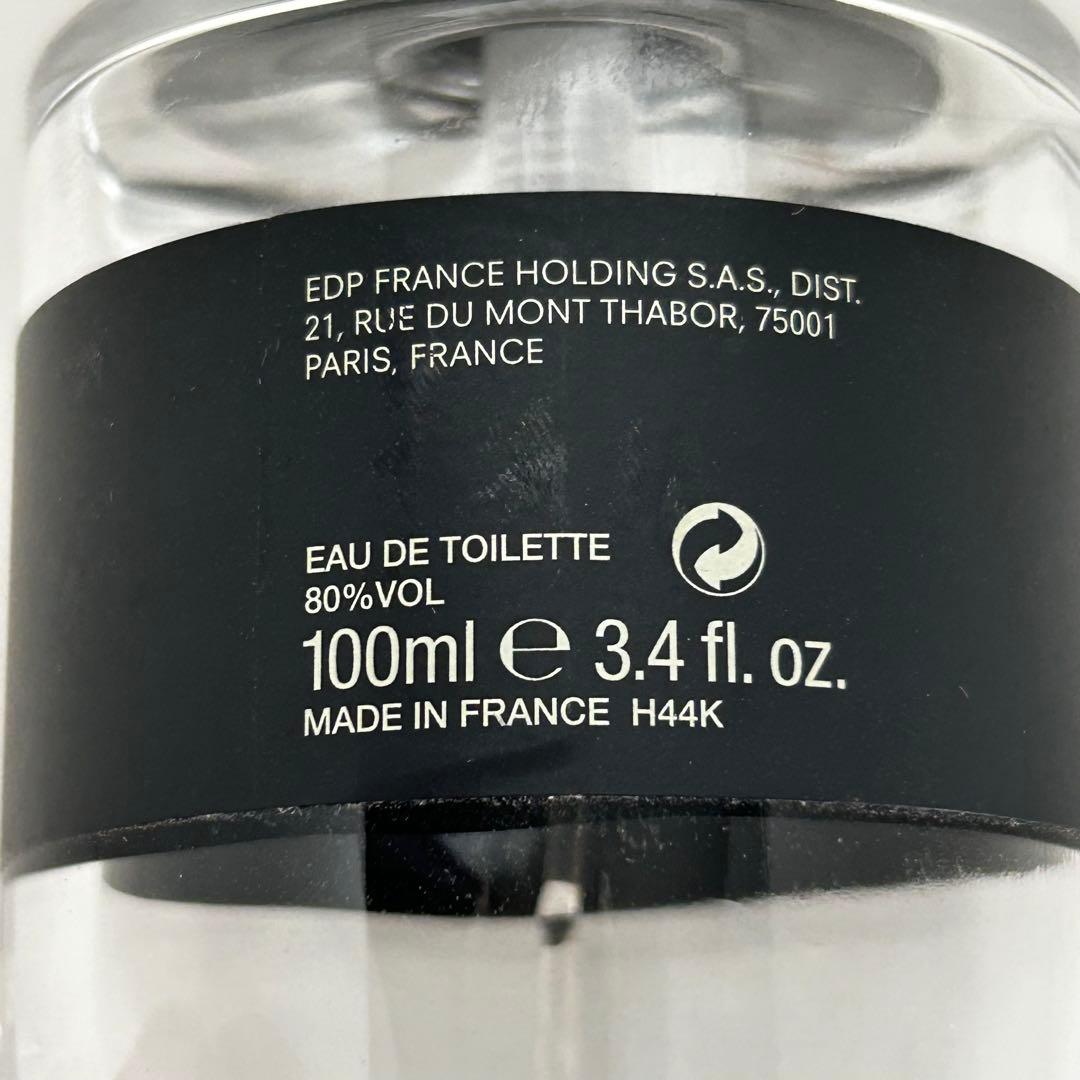 EDP FRANCE HOLDING S.A.S., DIST.
21, RUE DU MONT THABOR, 75001
PARIS, FRANCE
EAU DE TOILETTE
80%VOL
100ml ℮ 3.4 fl. oz.
MADE IN FRANCE H44K